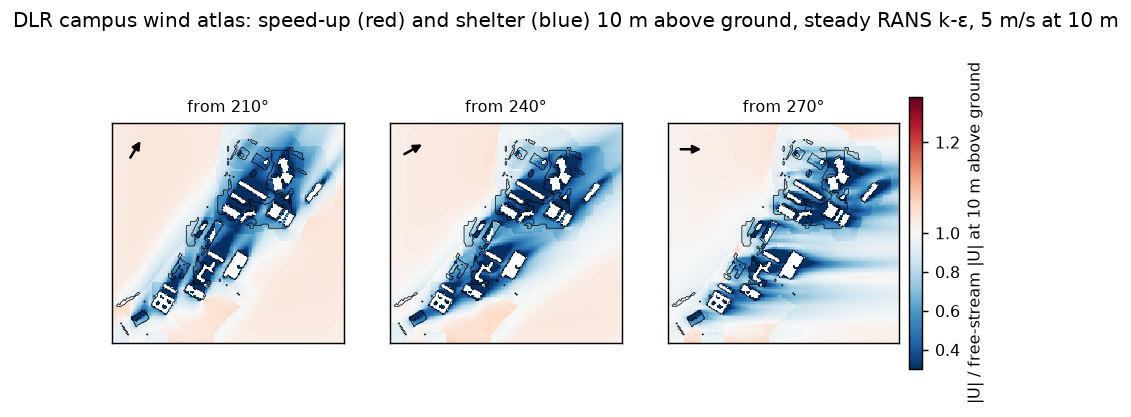 DLR campus wind atlas: speed-up (red) and shelter (blue) 10 m above ground, steady RANS k-ε, 5 m/s at 10 m
from 210°
from 240°
from 270°
1.2
1.0
0.8
0.6
0.4
|U| / free-stream |U| at 10 m above ground